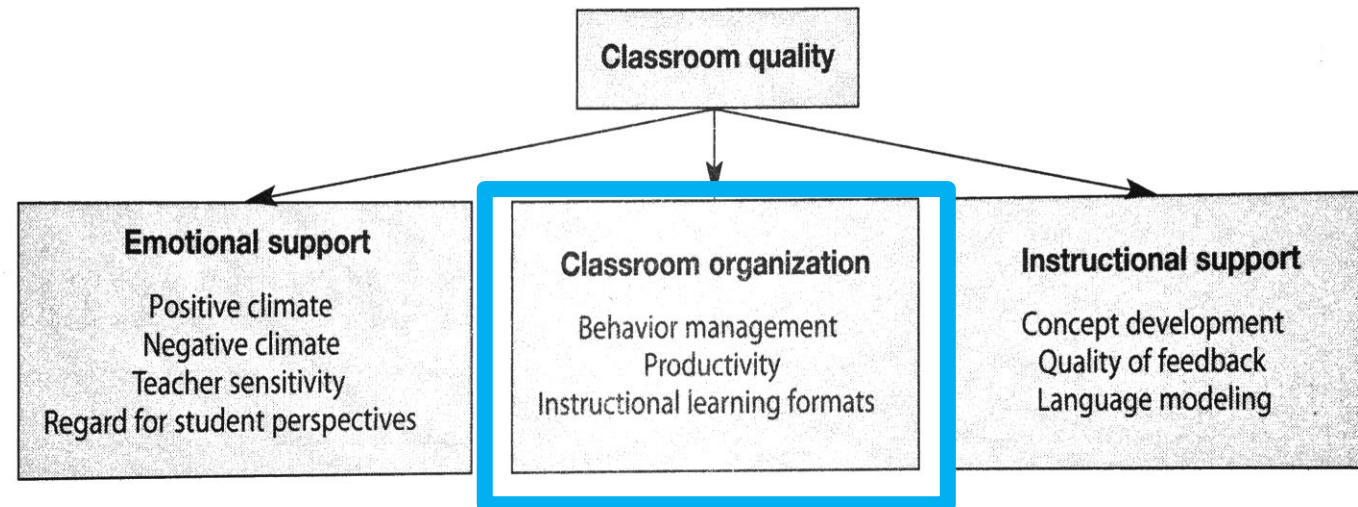 Classroom quality
Emotional support
Positive climate
Negative climate
Teacher sensitivity
Regard for student perspectives
Classroom organization
Behavior management
Productivity
Instructional learning formats
Instructional support
Concept development
Quality of feedback
Language modeling